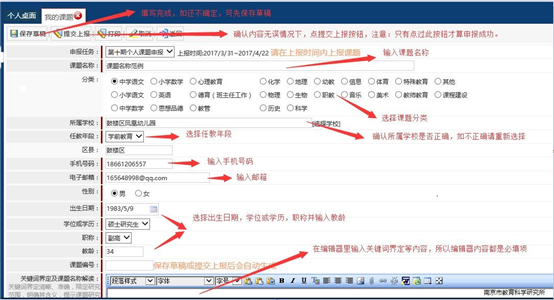 个人桌面 我的课题
填写完成,如还不确定,可先保存草稿
保存草稿 提交上报 打印 取消 返回 确认内容无误情况下,点提交上报按钮,注意:只有点过此按钮才算申报成功。
申报任务: 第十期个人课题申报 上报时间:2017/3/31~2017/4/22 请在上报时间内上报课题
课题名称: 课题名称范例 输入课题名称
分类: 中学语文 小学数学 心理教育 化学 地理 幼教 信息 体育 特殊教育 其他
小学语文 英语 德育(班主任工作) 物理 生物 职教 音乐 美术 教师教育 课程建设
中学数学 思想品德 教管 历史 科学
选择课题分类
所属学校: 鼓楼区凤凰幼儿园 [选择学校]
任教年段: 学前教育 选择任教年段 确认所属学校是否正确,如不正确请重新选择
区县: 鼓楼区
手机号码: 18661206557 输入手机号码
电子邮箱: 165648998@qq.com 输入邮箱
性别: 男 女
出生日期: 1983/5/9
选择出生日期,学位或学历,职称并输入教龄
学位或学历: 硕士研究生
职称: 副高
教龄: 34
在编辑器里输入关键词界定等内容,所以编辑器内容都是必填项
课题编号: 保存草稿或提交上报后会自动生成
关键词界定及课题名称解读:
段落样式 字体 字号
南京市教育科学研究所